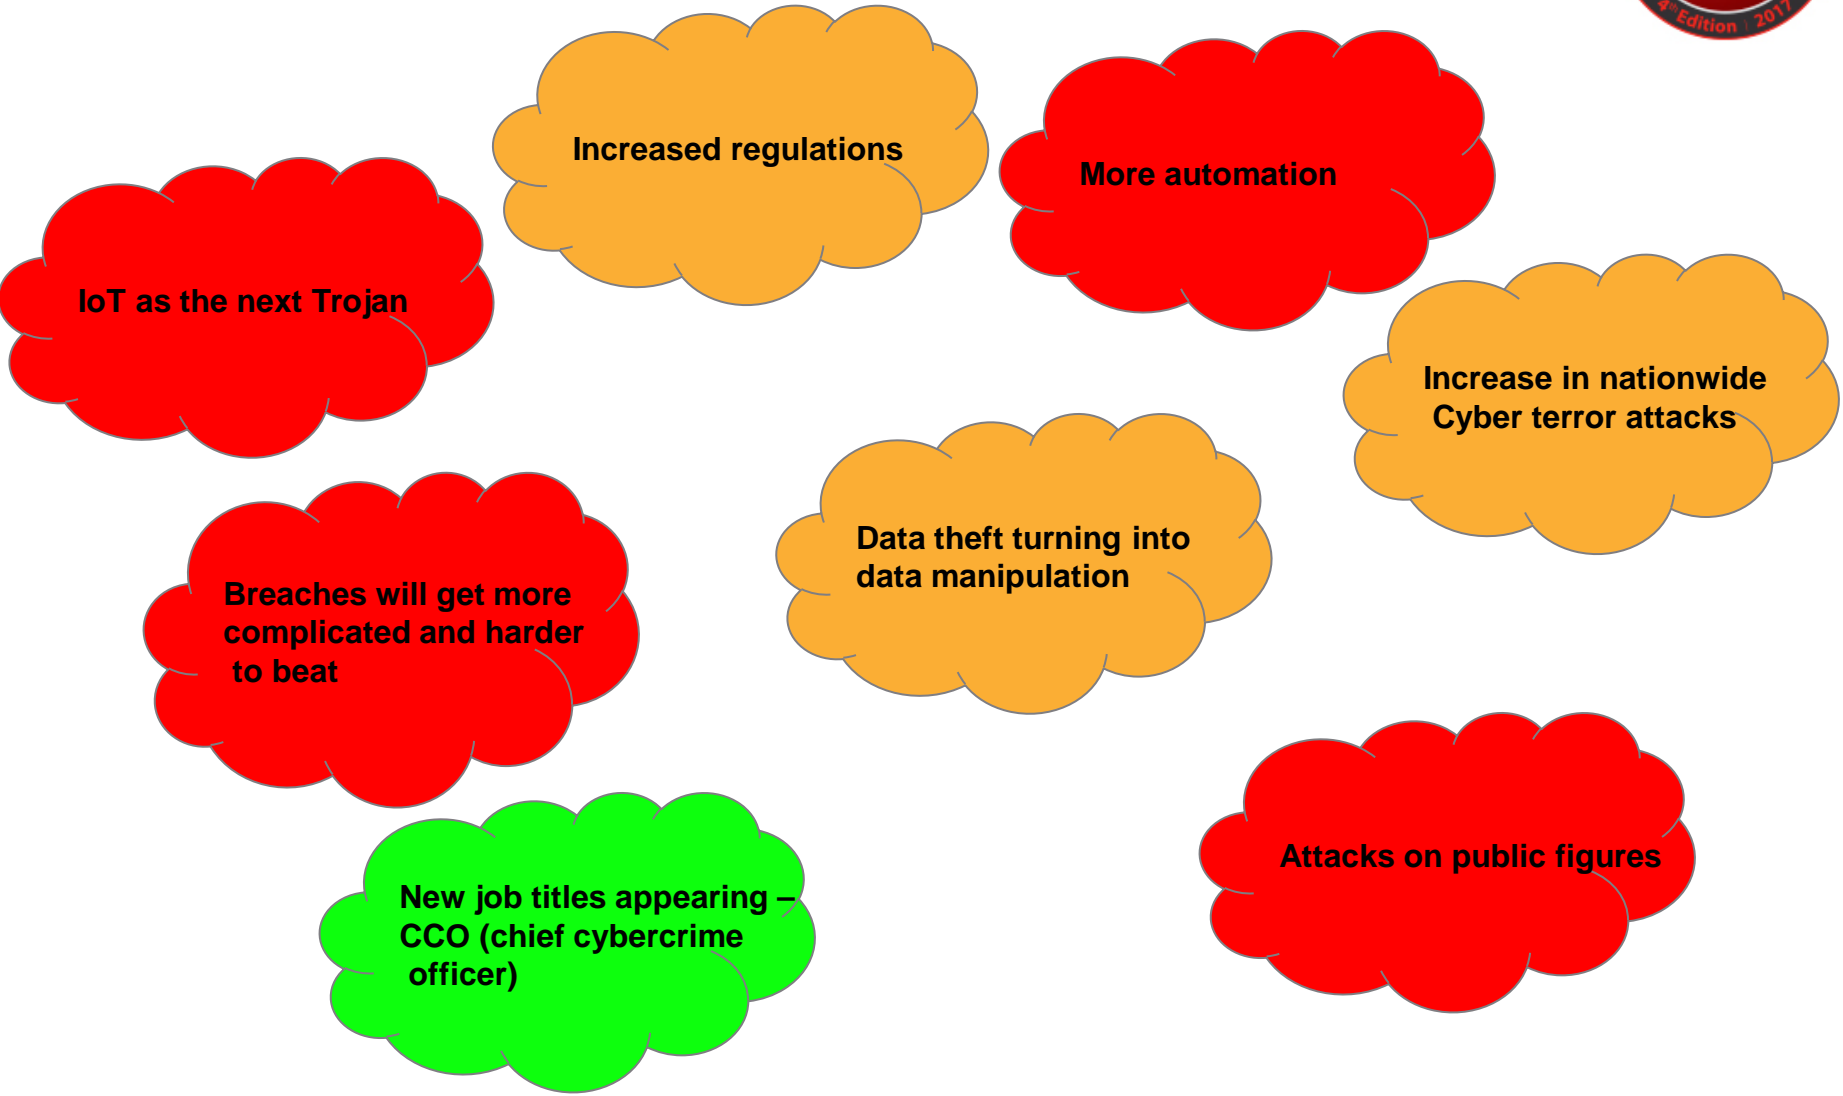 4th Edition | 2017
Increased regulations
More automation
IoT as the next Trojan
Increase in nationwide
Cyber terror attacks
Data theft turning into
data manipulation
Breaches will get more
complicated and harder
to beat
Attacks on public figures
New job titles appearing –
CCO (chief cybercrime
officer)